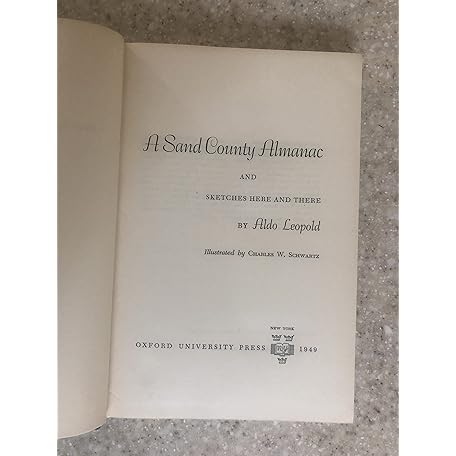 A Sand County Almanac
AND
SKETCHES HERE AND THERE
BY Aldo Leopold
Illustrated by CHARLES W. SCHWARTZ
NEW YORK
OXFORD UNIVERSITY PRESS 1949